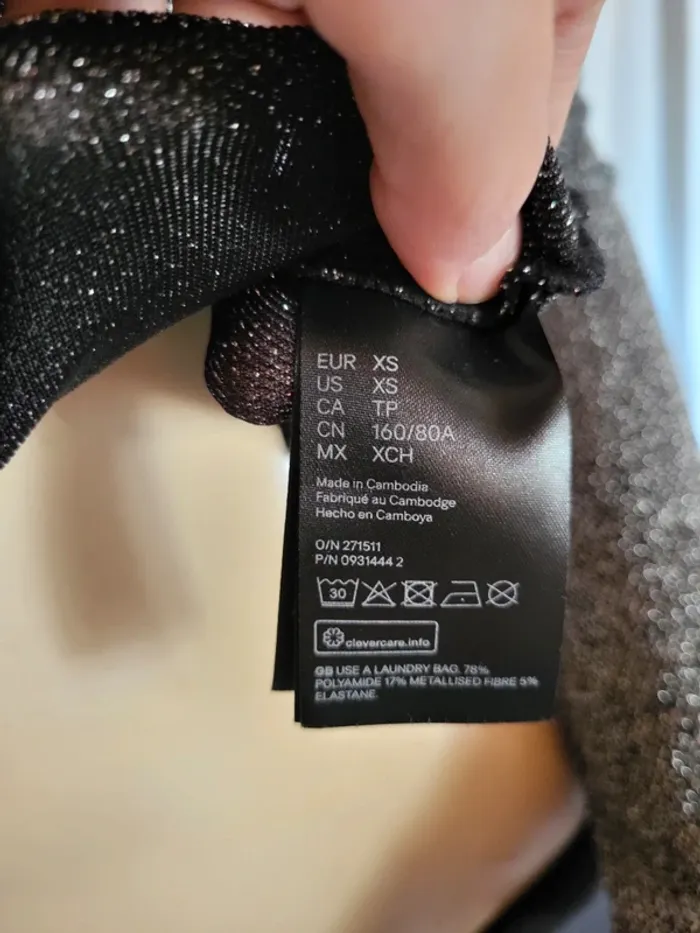 EUR XS
US XS
CA TP
CN 160/80A
MX XCH
Made in Cambodia
Fabriqué au Cambodge
Hecho en Camboya
O/N 271511
P/N 0931444 2
30
clevercare.info
GB USE A LAUNDRY BAG. 78%
POLYAMIDE 17% METALLISED FIBRE 5%
ELASTANE.